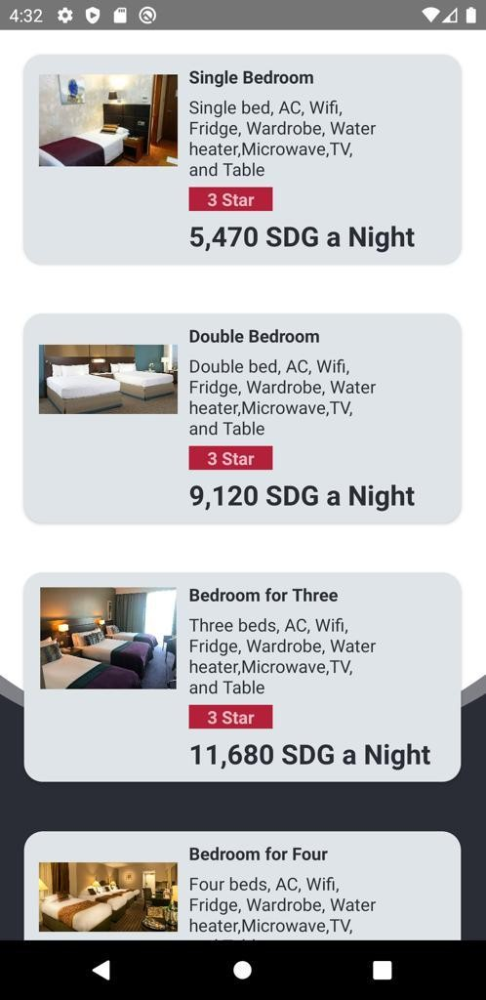 4:32
Single Bedroom
Single bed, AC, Wifi,
Fridge, Wardrobe, Water
heater,Microwave,TV,
and Table
3 Star
5,470 SDG a Night
Double Bedroom
Double bed, AC, Wifi,
Fridge, Wardrobe, Water
heater,Microwave,TV,
and Table
3 Star
9,120 SDG a Night
Bedroom for Three
Three beds, AC, Wifi,
Fridge, Wardrobe, Water
heater,Microwave,TV,
and Table
3 Star
11,680 SDG a Night
Bedroom for Four
Four beds, AC, Wifi,
Fridge, Wardrobe, Water
heater,Microwave,TV,